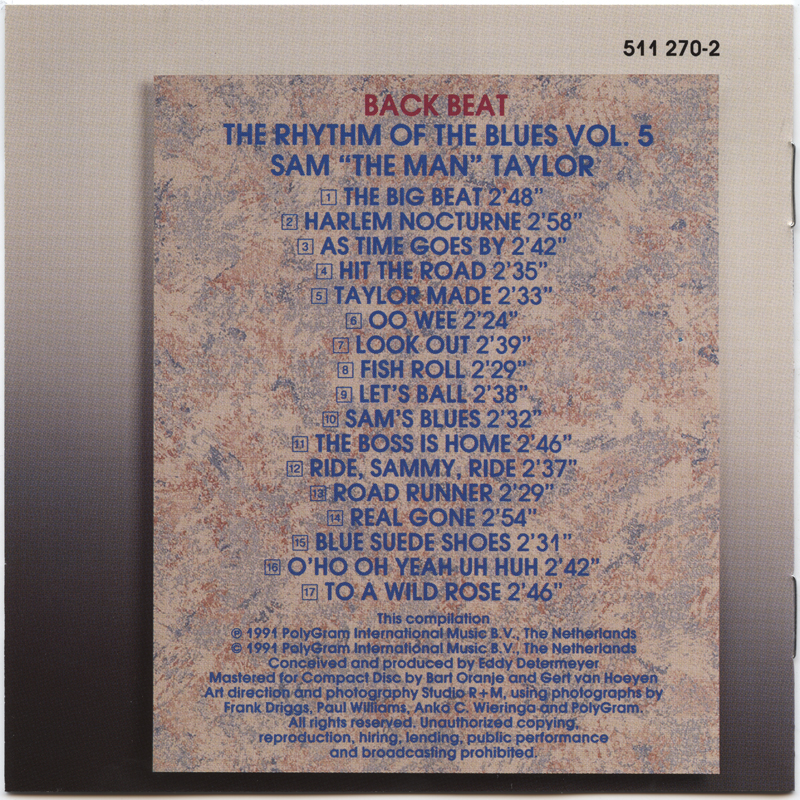 511 270-2
BACK BEAT
THE RHYTHM OF THE BLUES VOL. 5
SAM “THE MAN” TAYLOR
1 THE BIG BEAT 2’48”
2 HARLEM NOCTURNE 2’58”
3 AS TIME GOES BY 2’42”
4 HIT THE ROAD 2’35”
5 TAYLOR MADE 2’33”
6 OO WEE 2’24”
7 LOOK OUT 2’39”
8 FISH ROLL 2’29”
9 LET’S BALL 2’38”
10 SAM’S BLUES 2’32”
11 THE BOSS IS HOME 2’46”
12 RIDE, SAMMY, RIDE 2’37”
13 ROAD RUNNER 2’29”
14 REAL GONE 2’54”
15 BLUE SUEDE SHOES 2’31”
16 O’HO OH YEAH UH HUH 2’42”
17 TO A WILD ROSE 2’46”
This compilation
℗ 1991 PolyGram International Music B.V., The Netherlands
© 1991 PolyGram International Music B.V., The Netherlands
Conceived and produced by Eddy Determeyer
Mastered for Compact Disc by Bart Oranje and Gert van Hoeyen
Art direction and photography Studio R+M, using photographs by
Frank Driggs, Paul Williams, Anko C. Wieringa and PolyGram.
All rights reserved. Unauthorized copying,
reproduction, hiring, lending, public performance
and broadcasting prohibited.